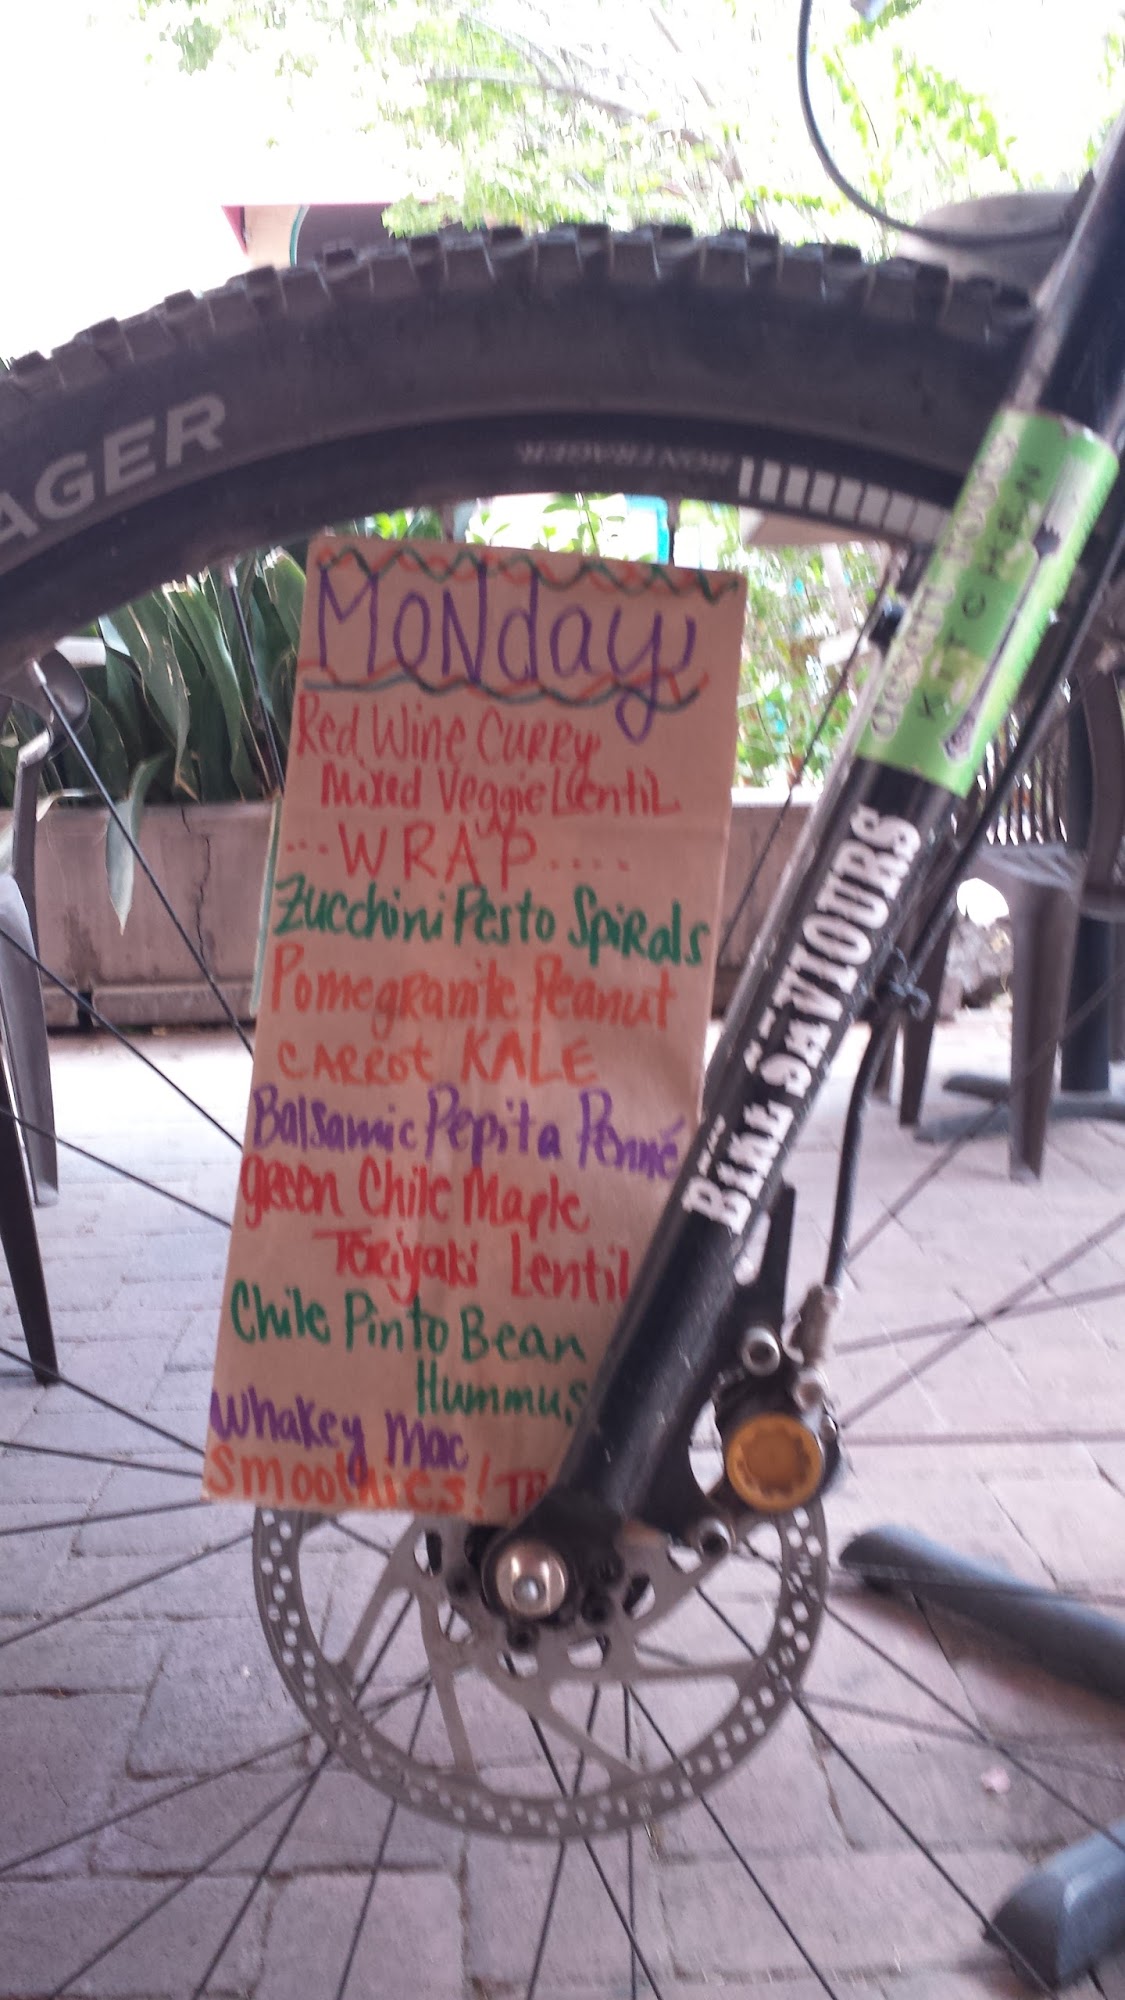 AGER
BONTRAGER
KITCHEN
BIKE SAVIOURS
MoNday!
Red Wine CURRy
Mixed Veggie LentiL
...WRAP....
Zucchini Pesto SpiRals
PomegRanite Peanut
CARRot KALE
Balsamic Pepita Penné
green Chile Maple
TeRiyaki Lentil
Chile Pinto Bean
Hummus
Whakey Mac
Smoothies!